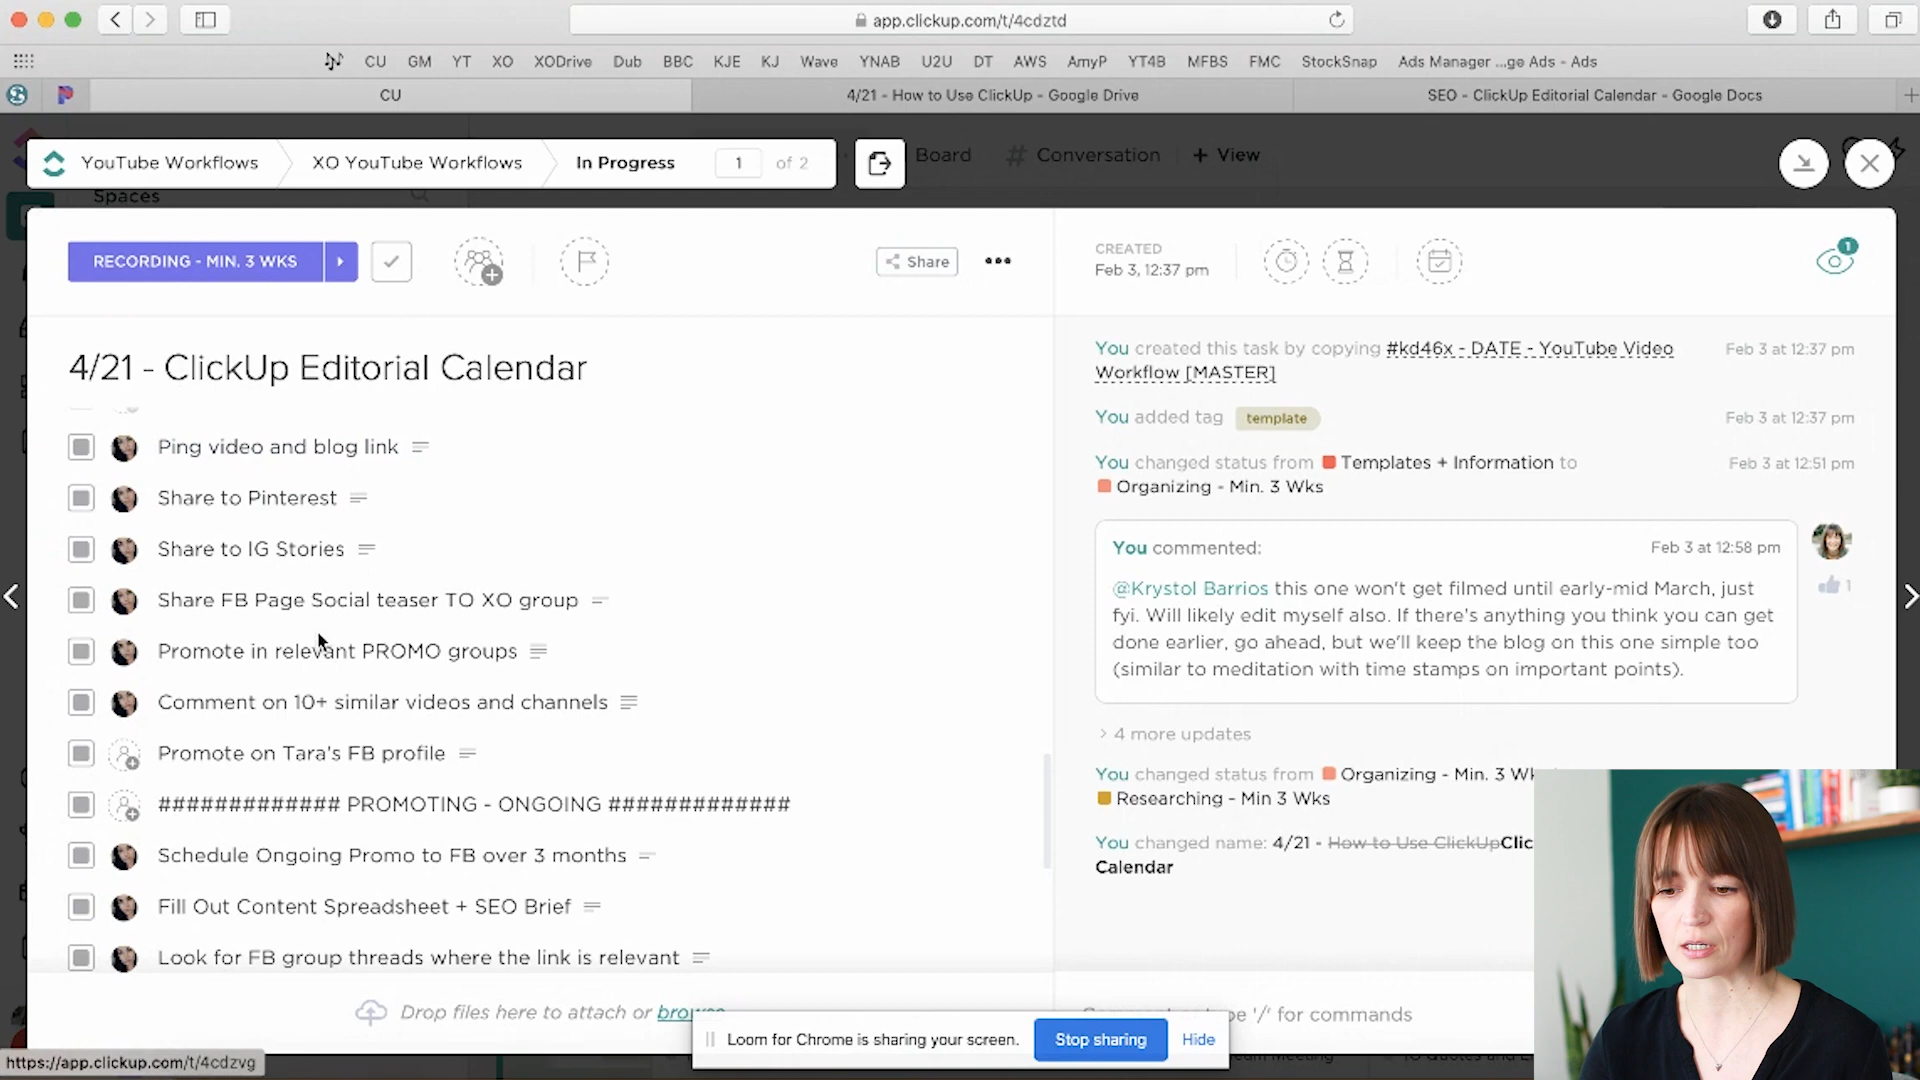 app.clickup.com/t/4cdztd
CU GM YT XO XODrive Dub BBC KJE KJ Wave YNAB U2U DT AWS AmyP YT4B MFBS FMC StockSnap Ads Manager ...ge Ads - Ads
CU
4/21 - How to Use ClickUp - Google Drive
SEO - ClickUp Editorial Calendar - Google Docs
YouTube Workflows
XO YouTube Workflows
In Progress
1 of 2
Board
# Conversation
+ View
Spaces
RECORDING - MIN. 3 WKS
Share
CREATED
Feb 3, 12:37 pm
1
4/21 - ClickUp Editorial Calendar
Ping video and blog link
Share to Pinterest
Share to IG Stories
Share FB Page Social teaser TO XO group
Promote in relevant PROMO groups
Comment on 10+ similar videos and channels
Promote on Tara's FB profile
############# PROMOTING - ONGOING #############
Schedule Ongoing Promo to FB over 3 months
Fill Out Content Spreadsheet + SEO Brief
Look for FB group threads where the link is relevant
Drop files here to attach or browse
You created this task by copying #kd46x - DATE - YouTube Video
Workflow [MASTER]
Feb 3 at 12:37 pm
You added tag template
Feb 3 at 12:37 pm
You changed status from Templates + Information to
Organizing - Min. 3 Wks
Feb 3 at 12:51 pm
You commented:
Feb 3 at 12:58 pm
@Krystol Barrios this one won't get filmed until early-mid March, just
fyi. Will likely edit myself also. If there's anything you think you can get
done earlier, go ahead, but we'll keep the blog on this one simple too
(similar to meditation with time stamps on important points).
1
4 more updates
You changed status from Organizing - Min. 3 Wk
Researching - Min 3 Wks
You changed name: 4/21 - How to Use ClickUpClic
Calendar
'/' for commands
Loom for Chrome is sharing your screen.
Stop sharing
Hide
https://app.clickup.com/t/4cdzvg